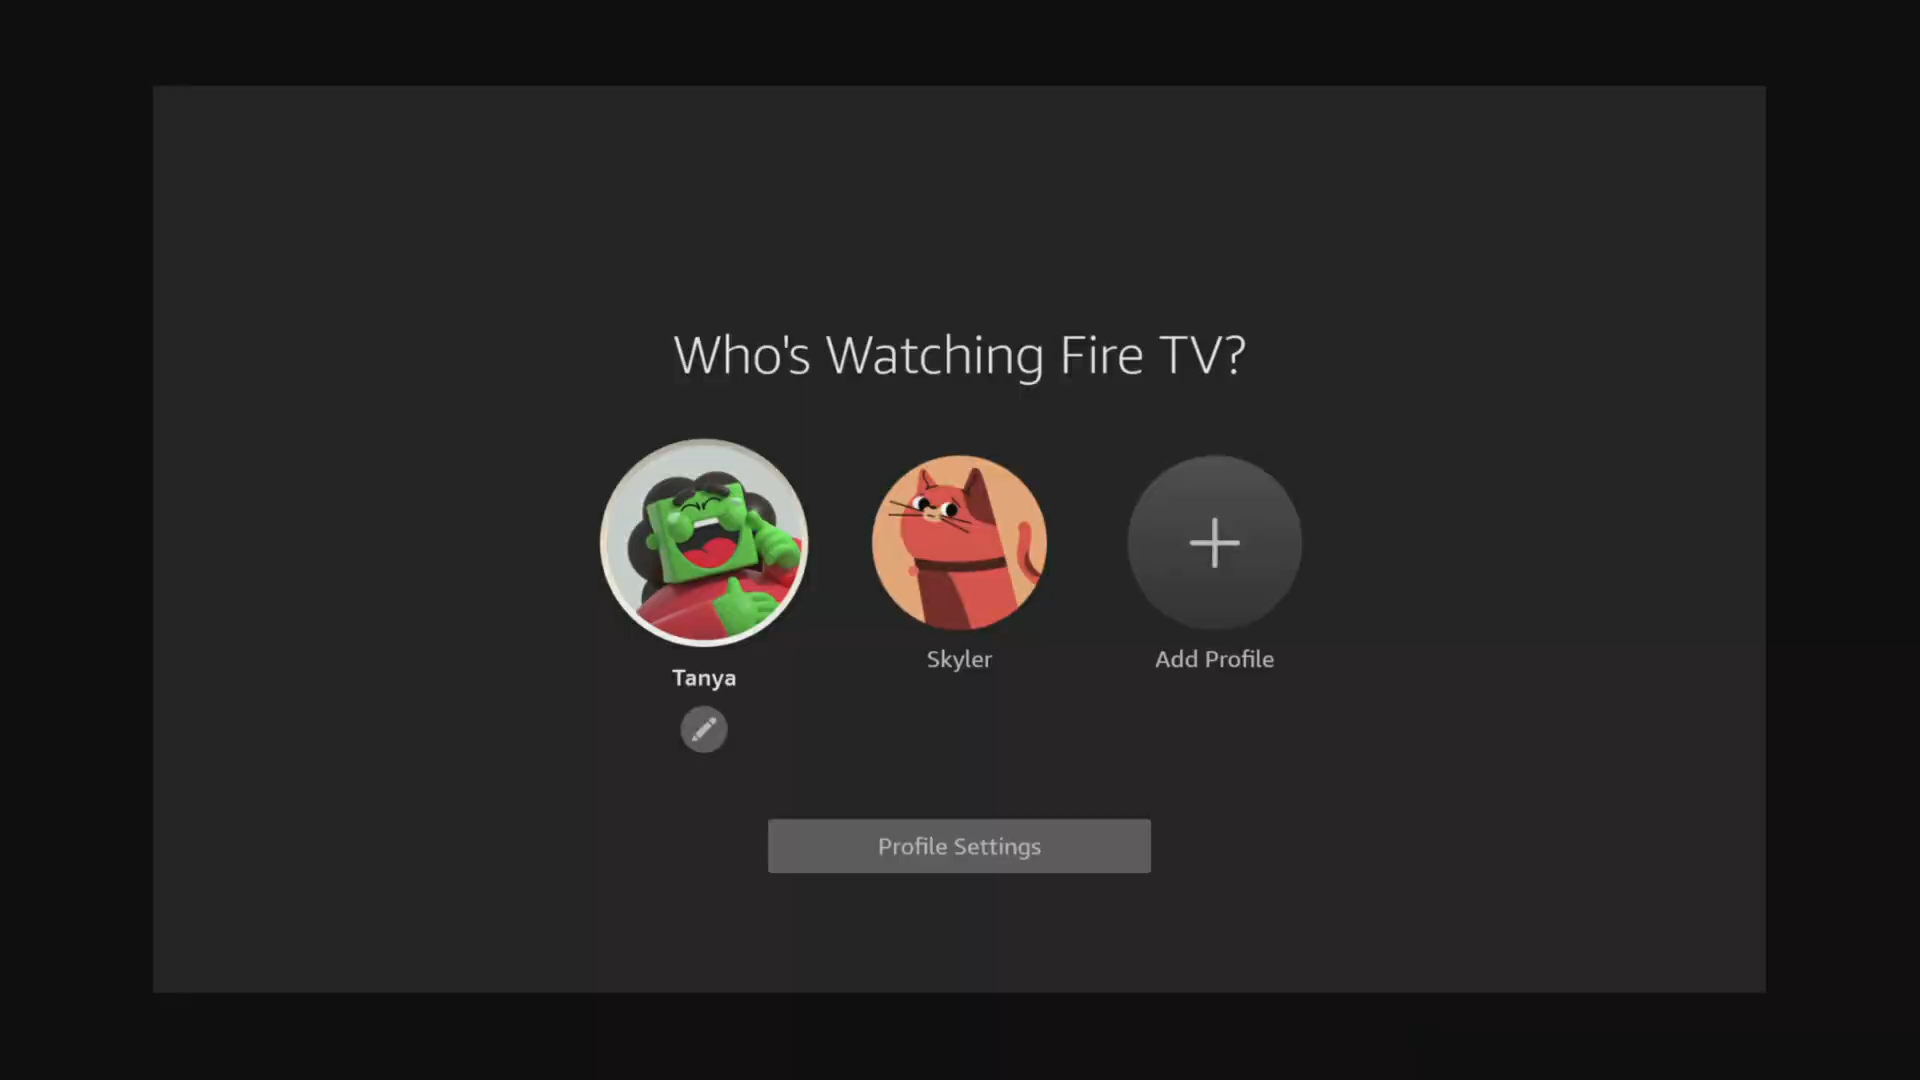 Who's Watching Fire TV?
Tanya
Skyler
Add Profile
Profile Settings